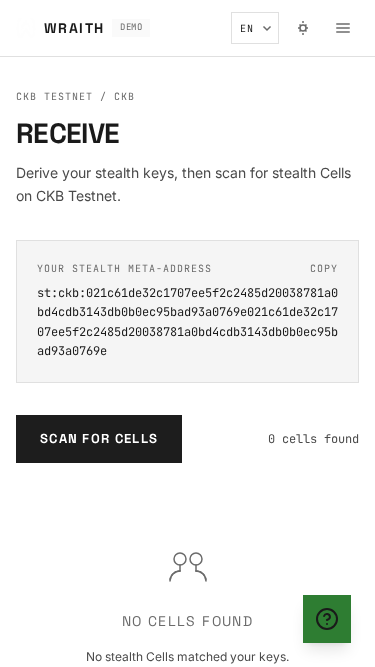 WRAITH DEMO EN
CKB TESTNET / CKB
RECEIVE
Derive your stealth keys, then scan for stealth Cells
on CKB Testnet.
YOUR STEALTH META-ADDRESS COPY
st:ckb:021c61de32c1707ee5f2c2485d20038781a0
bd4cdb3143db0b0ec95bad93a0769e021c61de32c17
07ee5f2c2485d20038781a0bd4cdb3143db0b0ec95b
ad93a0769e
SCAN FOR CELLS 0 cells found
NO CELLS FOUND
No stealth Cells matched your keys.